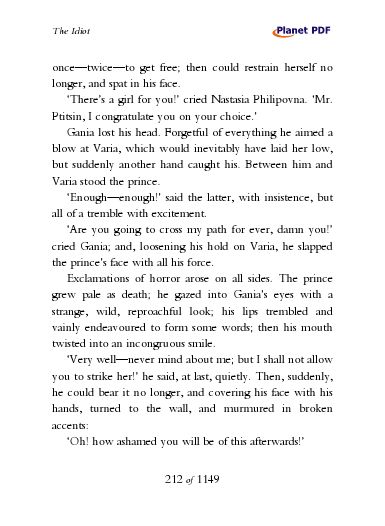 The Idiot
Planet PDF
once—twice—to get free; then could restrain herself no
longer, and spat in his face.
‘There’s a girl for you!’ cried Nastasia Philipovna. ‘Mr.
Ptitsin, I congratulate you on your choice.’
Gania lost his head. Forgetful of everything he aimed a
blow at Varia, which would inevitably have laid her low,
but suddenly another hand caught his. Between him and
Varia stood the prince.
‘Enough—enough!’ said the latter, with insistence, but
all of a tremble with excitement.
‘Are you going to cross my path for ever, damn you!’
cried Gania; and, loosening his hold on Varia, he slapped
the prince’s face with all his force.
Exclamations of horror arose on all sides. The prince
grew pale as death; he gazed into Gania’s eyes with a
strange, wild, reproachful look; his lips trembled and
vainly endeavoured to form some words; then his mouth
twisted into an incongruous smile.
‘Very well—never mind about me; but I shall not allow
you to strike her!’ he said, at last, quietly. Then, suddenly,
he could bear it no longer, and covering his face with his
hands, turned to the wall, and murmured in broken
accents:
‘Oh! how ashamed you will be of this afterwards!’
212 of 1149